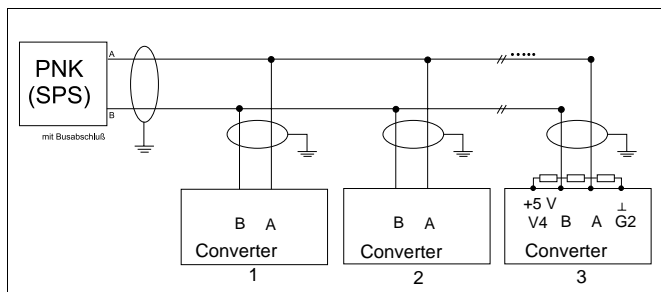 A
PNK
(SPS)
B
mit Busabschluß
.....
B A
Converter
1
B A
Converter
2
+5 V ⊥
V4 B A G2
Converter
3